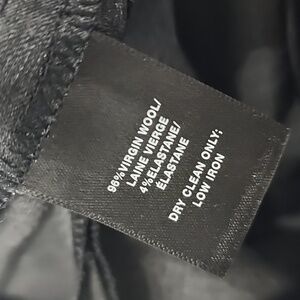 96%VIRGIN WOOL/
LAINE VIERGE
4%ELASTANE/
ÉLASTANE
DRY CLEAN ONLY;
LOW IRON